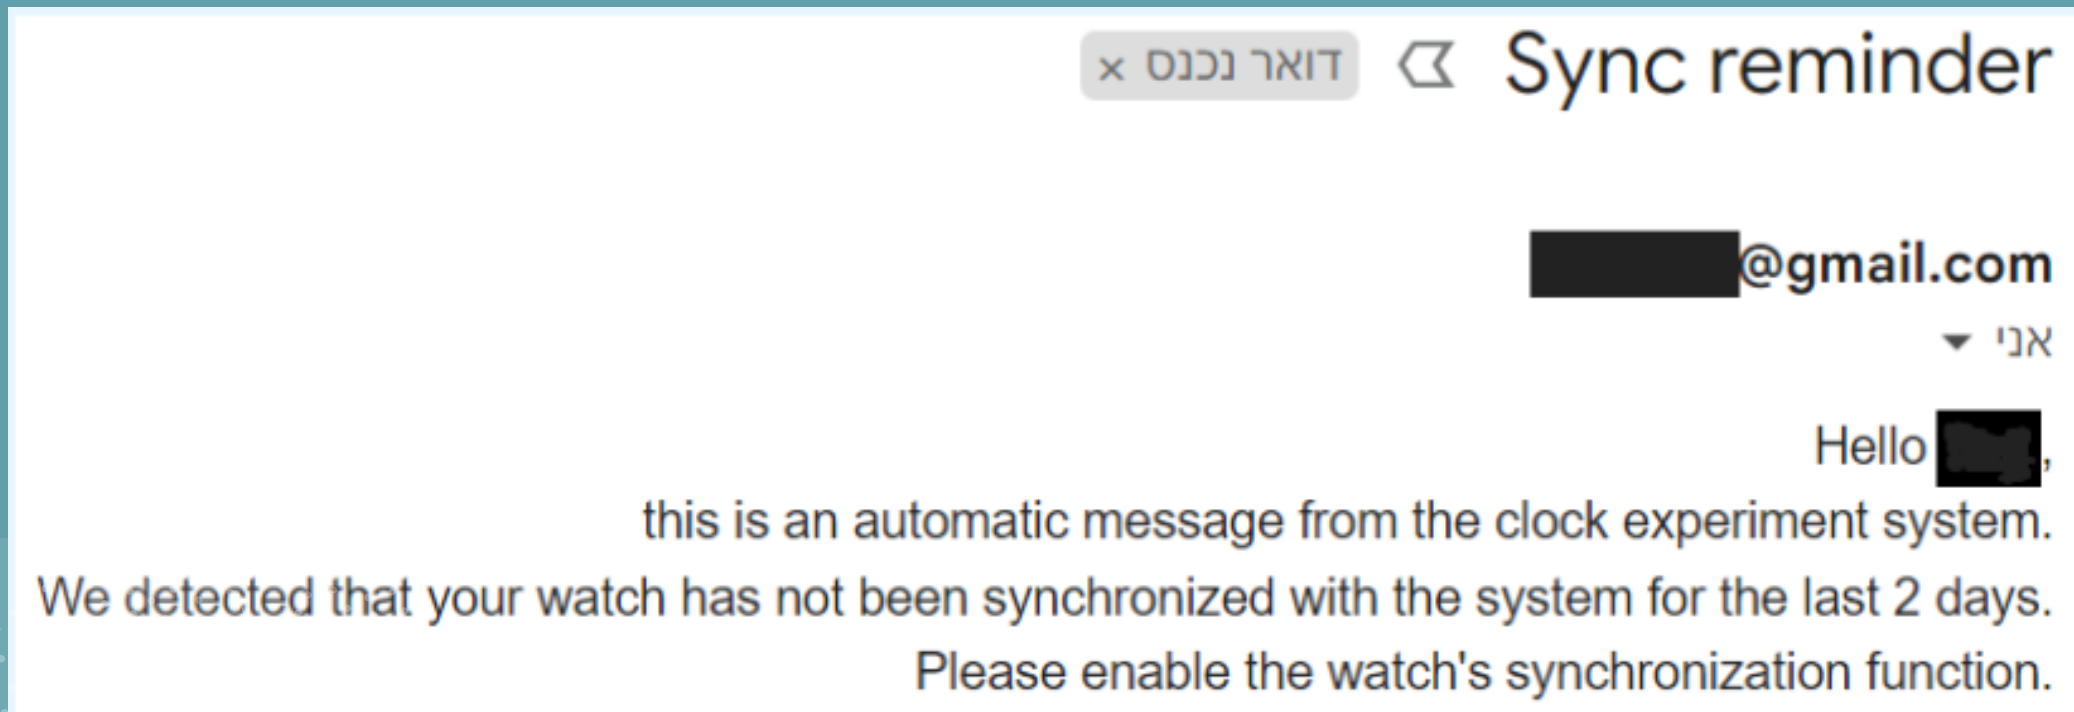 Sync reminder
דואר נכנס ×
@gmail.com
אני
Hello ,
this is an automatic message from the clock experiment system.
We detected that your watch has not been synchronized with the system for the last 2 days.
Please enable the watch's synchronization function.